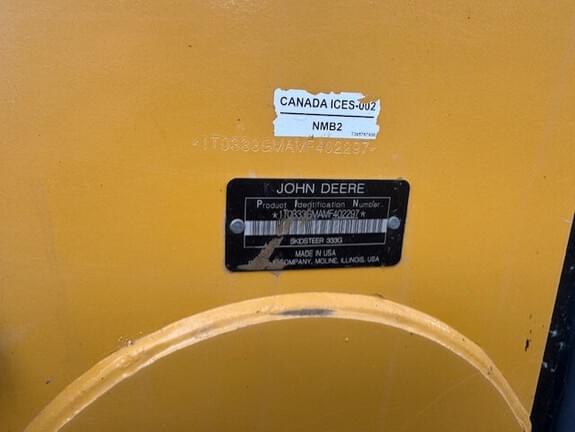 CANADA ICES-002
NMB2
*1T0333GMAMF402297*
JOHN DEERE
Product Identification Number
*1T0333GMAMF402297*
SKIDSTEER 333G
MADE IN USA
COMPANY, MOLINE, ILLINOIS, USA